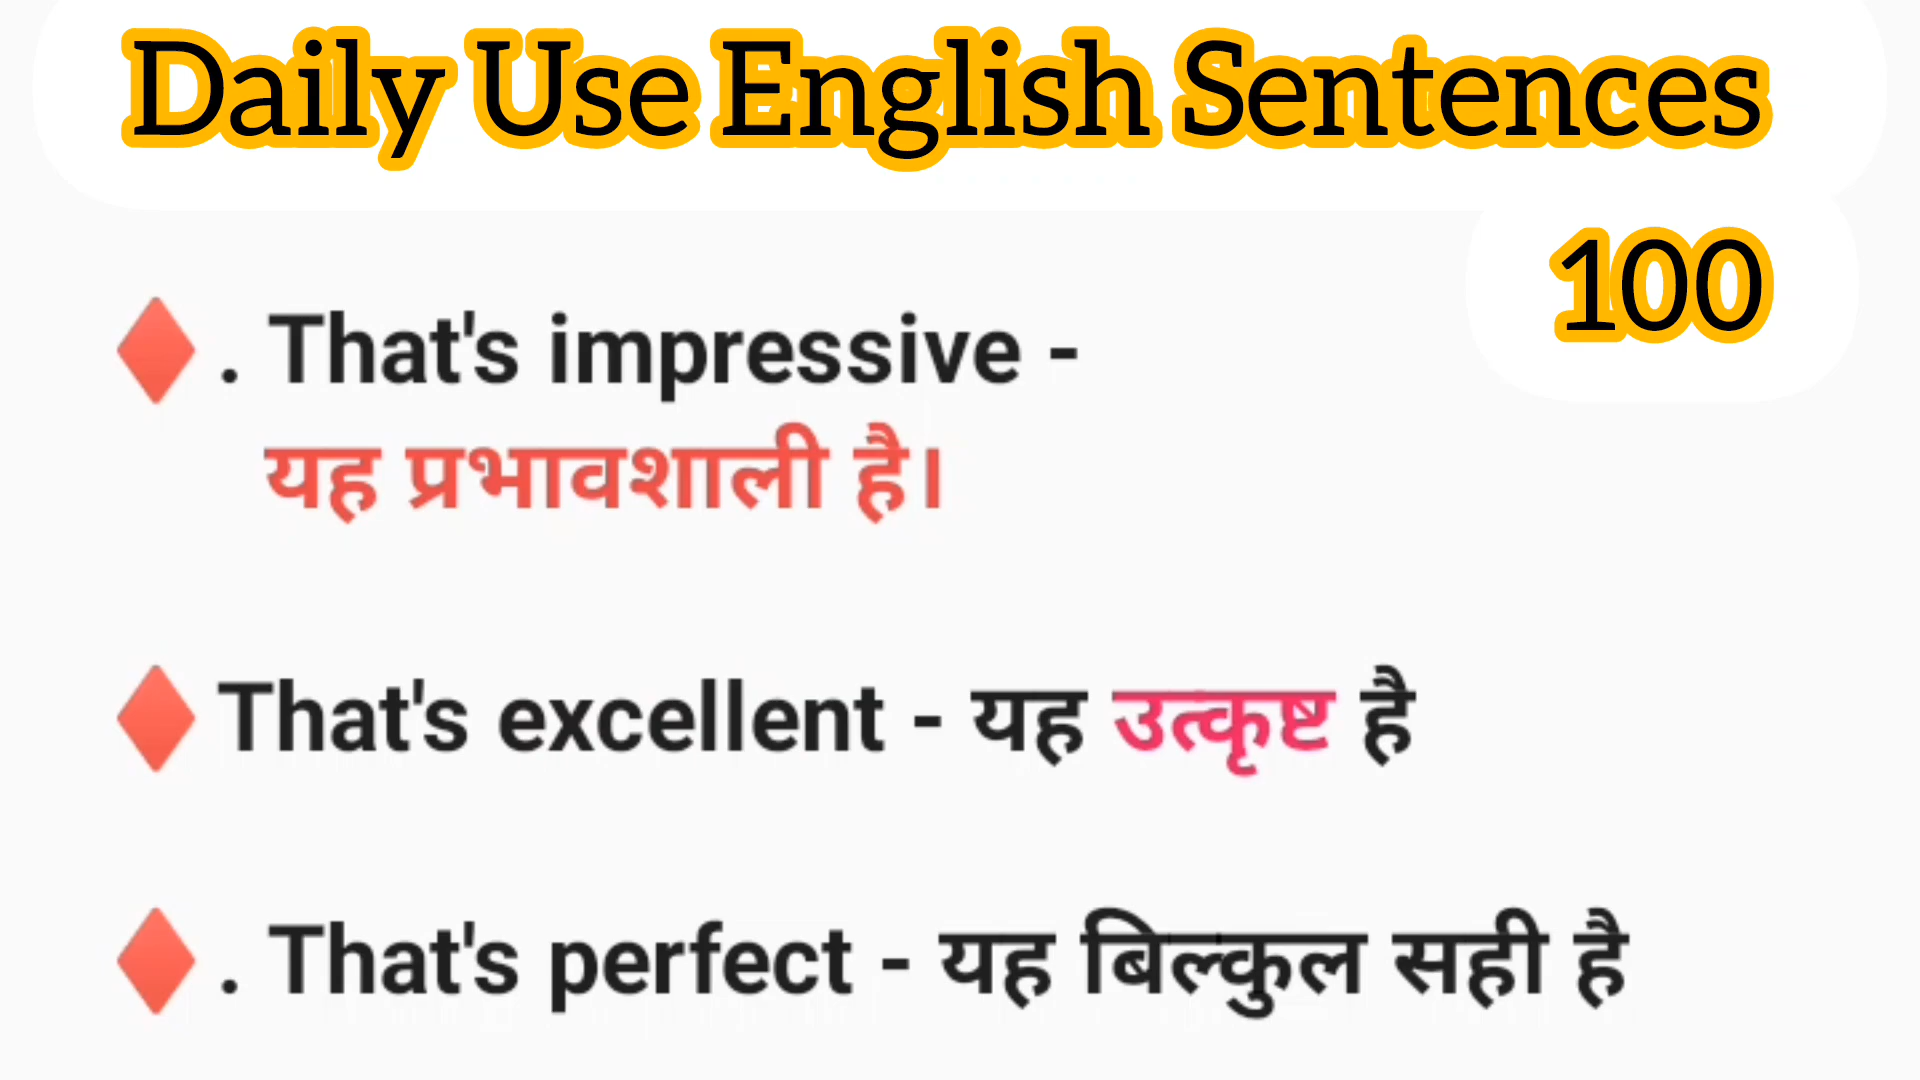 Daily Use English Sentences
100
♦. That's impressive -
यह प्रभावशाली है।
♦ That's excellent - यह उत्कृष्ट है
♦. That's perfect - यह बिल्कुल सही है